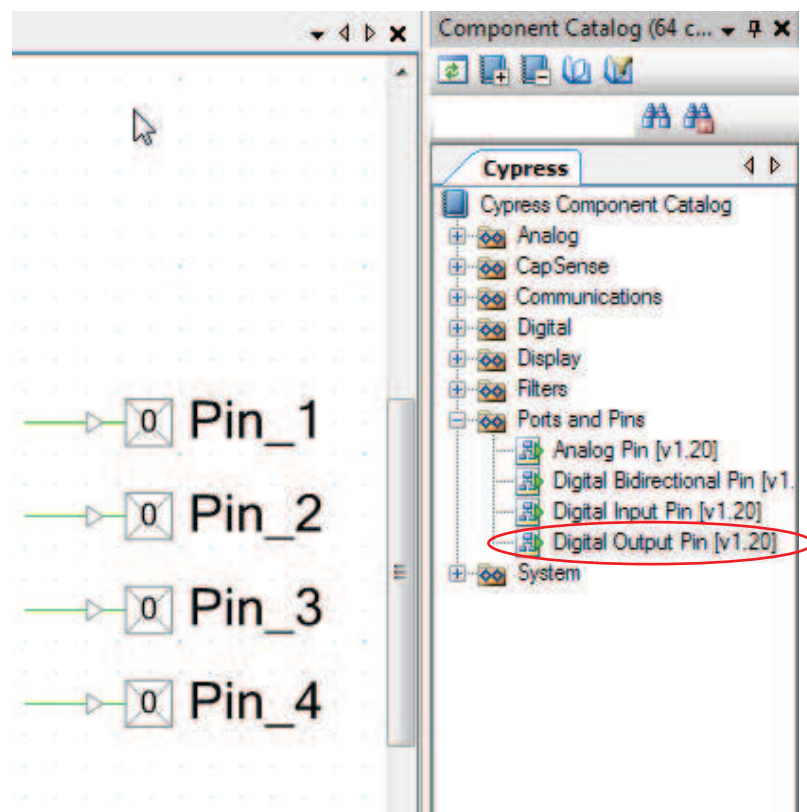 Component Catalog (64 c...
Cypress
Cypress Component Catalog
Analog
CapSense
Communications
Digital
Display
Filters
Ports and Pins
Analog Pin [v1.20]
Digital Bidirectional Pin [v1.
Digital Input Pin [v1.20]
Digital Output Pin [v1.20]
System
0 Pin_1
0 Pin_2
0 Pin_3
0 Pin_4